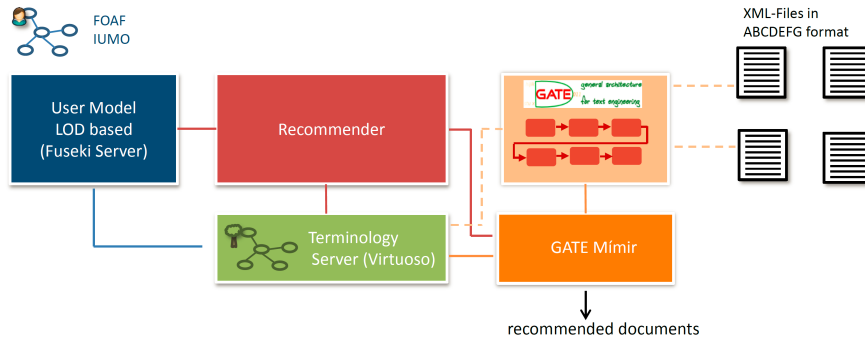 FOAF
IUMO
XML-Files in
ABCDEFG format
User Model
LOD based
(Fuseki Server)
Recommender
GATE
general architecture
for text engineering
Terminology
Server (Virtuoso)
GATE Mímir
recommended documents